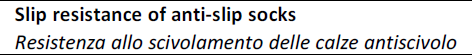 Slip resistance of anti-slip socks
Resistenza allo scivolamento delle calze antiscivolo